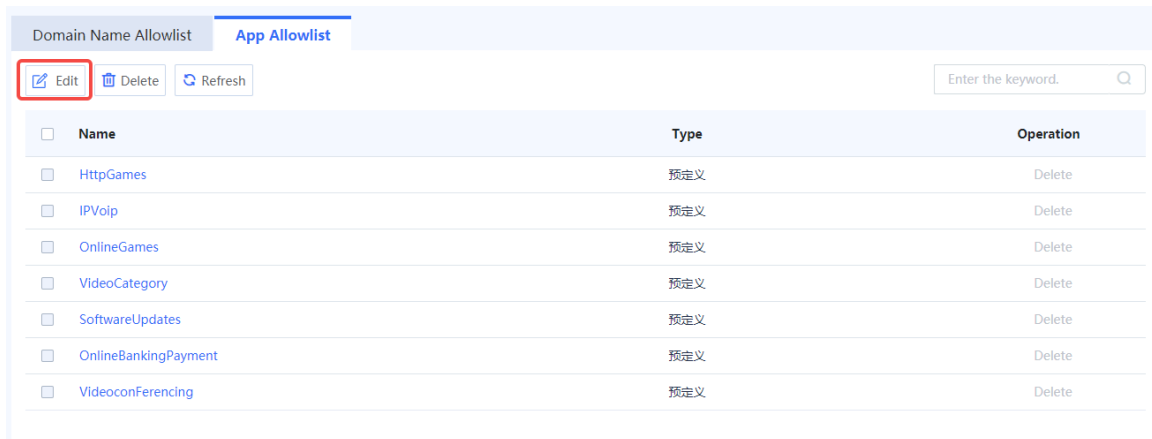 Domain Name Allowlist App Allowlist
Edit Delete Refresh Enter the keyword.
Name Type Operation
HttpGames 预定义 Delete
IPVoip 预定义 Delete
OnlineGames 预定义 Delete
VideoCategory 预定义 Delete
SoftwareUpdates 预定义 Delete
OnlineBankingPayment 预定义 Delete
VideoconFerencing 预定义 Delete